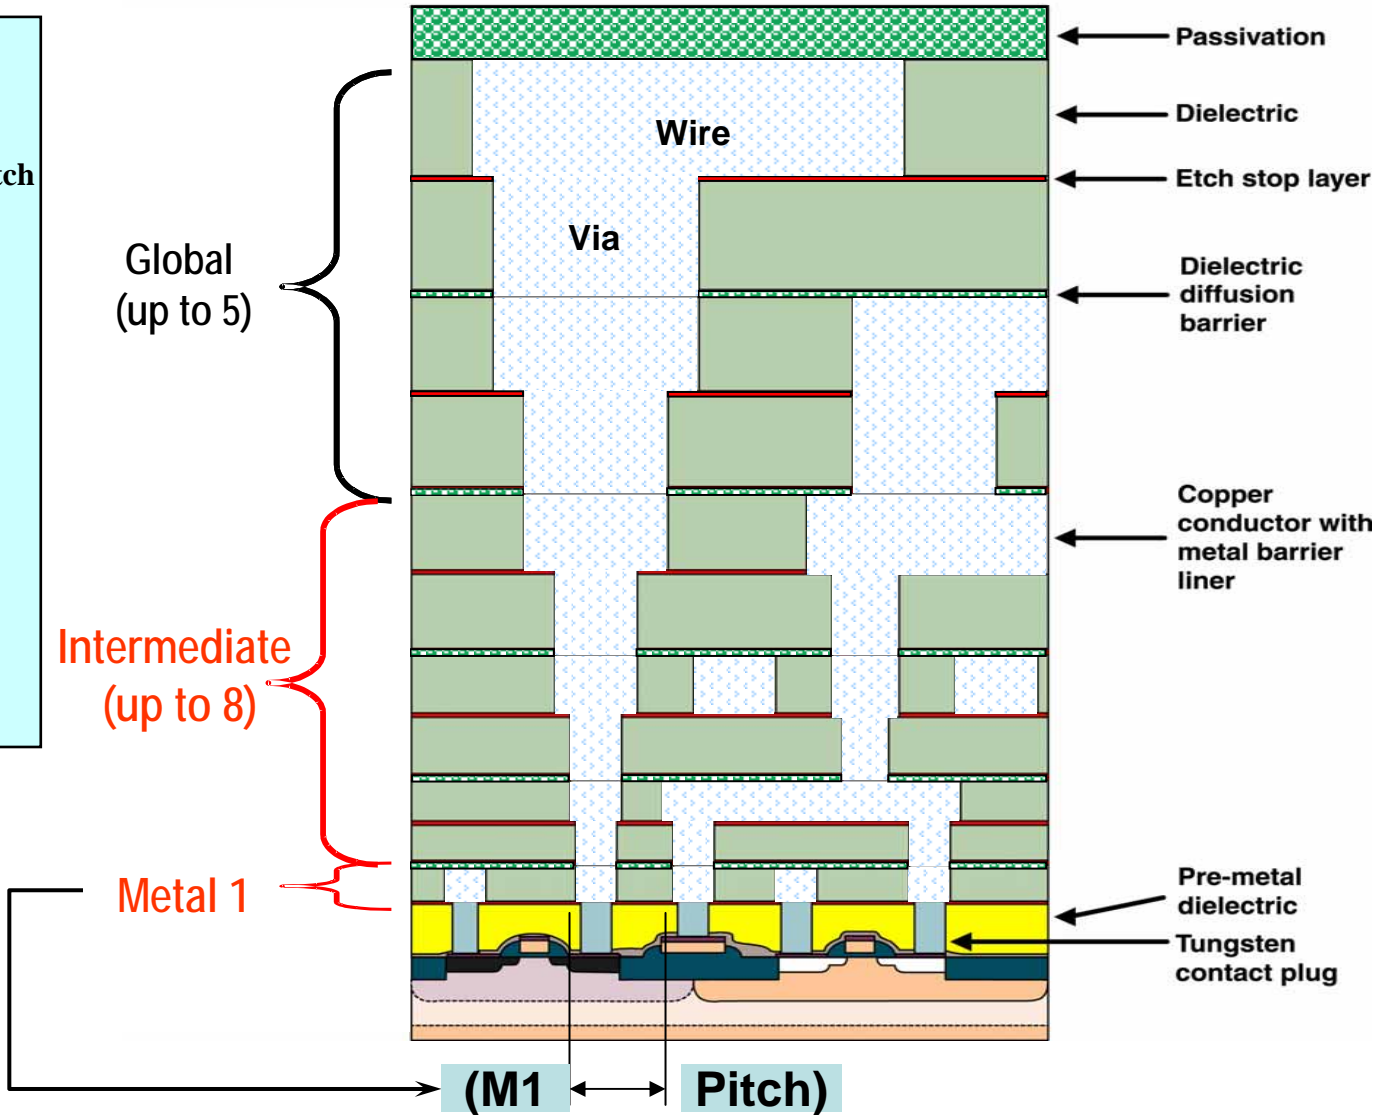 tch
Global
(up to 5)
Intermediate
(up to 8)
Metal 1
Wire
Via
Passivation
Dielectric
Etch stop layer
Dielectric
diffusion
barrier
Copper
conductor with
metal barrier
liner
Pre-metal
dielectric
Tungsten
contact plug
(M1 Pitch)